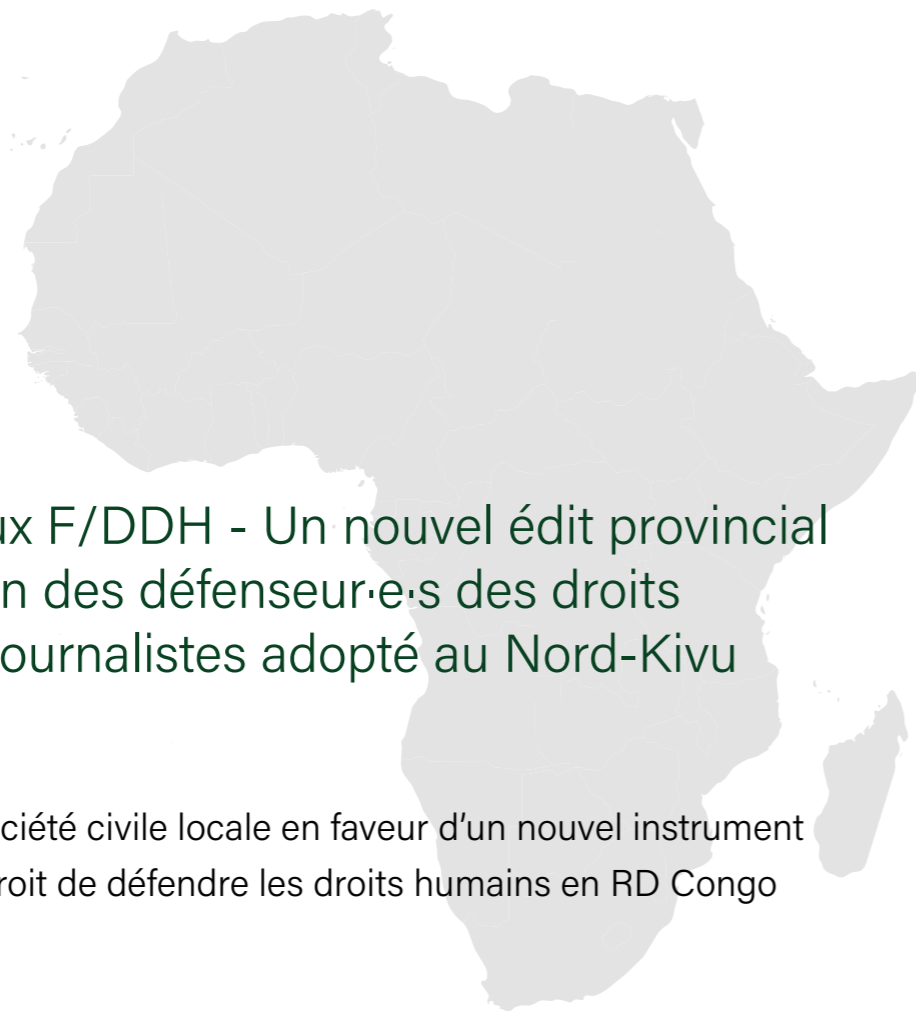 ux F/DDH - Un nouvel édit provincial
n des défenseur·e·s des droits
ournalistes adopté au Nord-Kivu
ciété civile locale en faveur d’un nouvel instrument
roit de défendre les droits humains en RD Congo